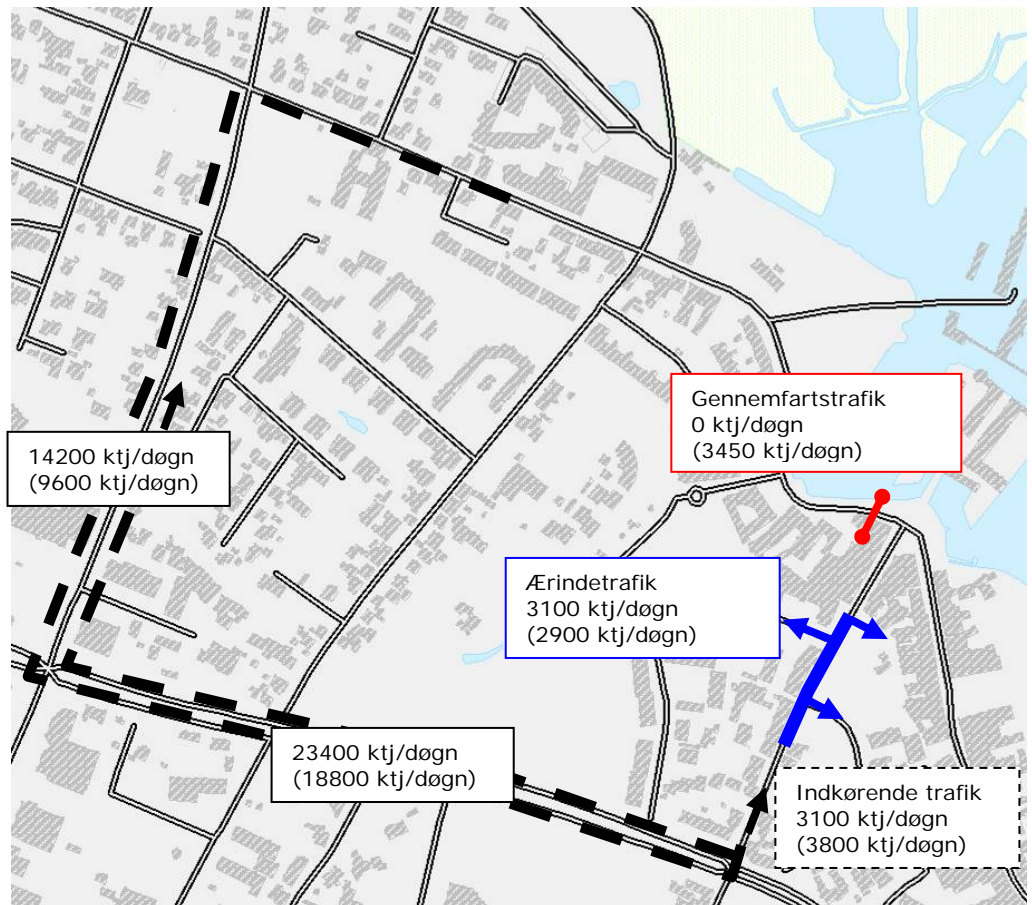 Gennemfartstrafik
0 ktj/døgn
(3450 ktj/døgn)
14200 ktj/døgn
(9600 ktj/døgn)
Ærindetrafik
3100 ktj/døgn
(2900 ktj/døgn)
23400 ktj/døgn
(18800 ktj/døgn)
Indkørende trafik
3100 ktj/døgn
(3800 ktj/døgn)